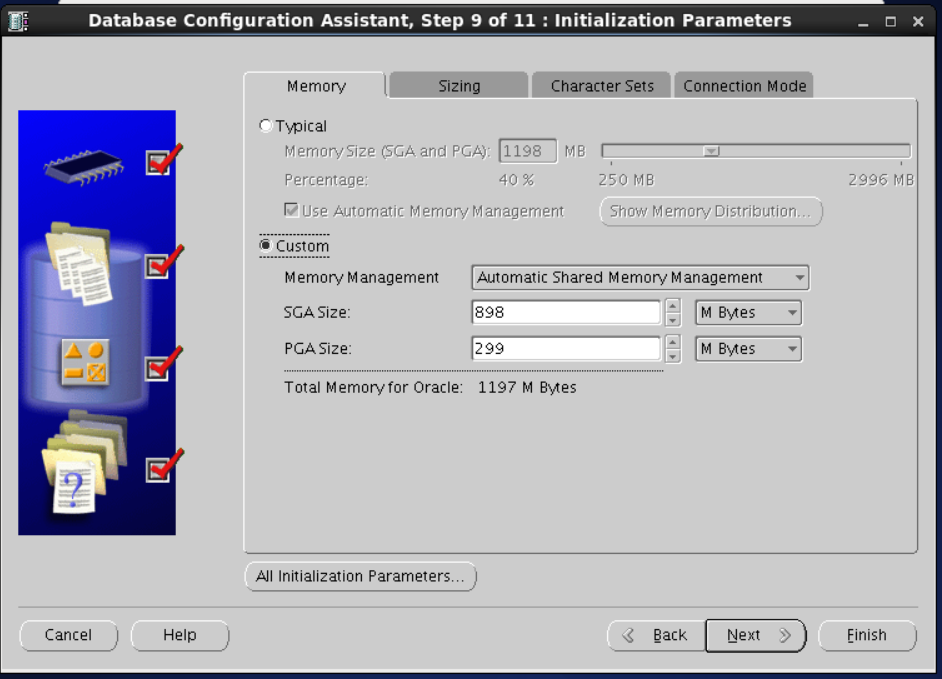 Database Configuration Assistant, Step 9 of 11 : Initialization Parameters
Memory Sizing Character Sets Connection Mode
Typical
Memory Size (SGA and PGA): 1198 MB
Percentage: 40 % 250 MB 2996 MB
Use Automatic Memory Management Show Memory Distribution...
Custom
Memory Management Automatic Shared Memory Management
SGA Size: 898 M Bytes
PGA Size: 299 M Bytes
Total Memory for Oracle: 1197 M Bytes
?
All Initialization Parameters...
Cancel Help Back Next Finish